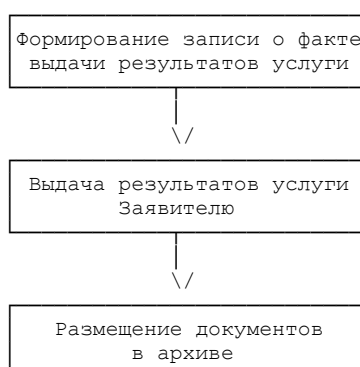 Формирование записи о факте
выдачи результатов услуги
Выдача результатов услуги
Заявителю
Размещение документов
в архиве